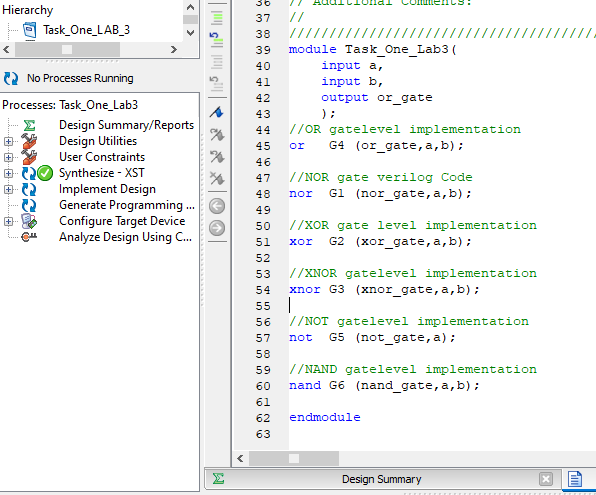 Hierarchy
Task_One_LAB_3
No Processes Running
Processes: Task_One_Lab3
Design Summary/Reports
Design Utilities
User Constraints
Synthesize - XST
Implement Design
Generate Programming ...
Configure Target Device
Analyze Design Using C...
36 // Additional Comments:
37 //
38 //////////////////////////////////////////////////
39 module Task_One_Lab3(
40     input a,
41     input b,
42     output or_gate
43     );
44 //OR gatelevel implementation
45 or   G4 (or_gate,a,b);
46
47 //NOR gate verilog Code
48 nor  G1 (nor_gate,a,b);
49
50 //XOR gate level implementation
51 xor  G2 (xor_gate,a,b);
52
53 //XNOR gatelevel implementation
54 xnor G3 (xnor_gate,a,b);
55
56 //NOT gatelevel implementation
57 not  G5 (not_gate,a);
58
59 //NAND gatelevel implementation
60 nand G6 (nand_gate,a,b);
61
62 endmodule
63
Design Summary